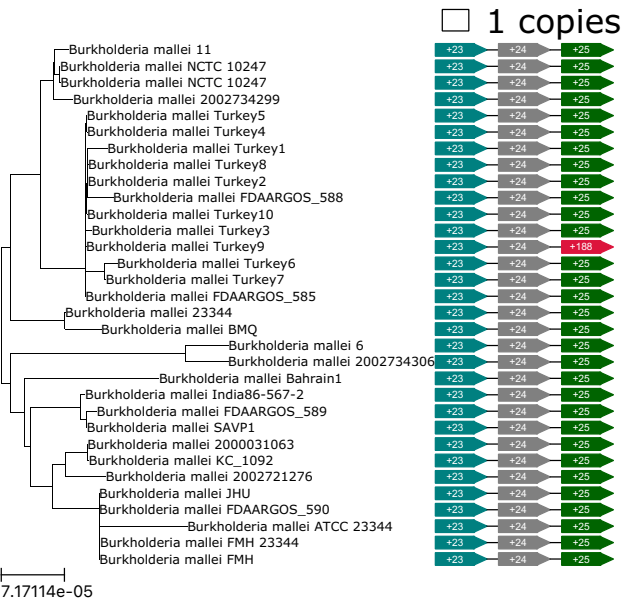 1 copies
Burkholderia mallei 11 +23 +24 +25
Burkholderia mallei NCTC 10247 +23 +24 +25
Burkholderia mallei NCTC 10247 +23 +24 +25
Burkholderia mallei 2002734299 +23 +24 +25
Burkholderia mallei Turkey5 +23 +24 +25
Burkholderia mallei Turkey4 +23 +24 +25
Burkholderia mallei Turkey1 +23 +24 +25
Burkholderia mallei Turkey8 +23 +24 +25
Burkholderia mallei Turkey2 +23 +24 +25
Burkholderia mallei FDAARGOS_588 +23 +24 +25
Burkholderia mallei Turkey10 +23 +24 +25
Burkholderia mallei Turkey3 +23 +24 +25
Burkholderia mallei Turkey9 +23 +24 +188
Burkholderia mallei Turkey6 +23 +24 +25
Burkholderia mallei Turkey7 +23 +24 +25
Burkholderia mallei FDAARGOS_585 +23 +24 +25
Burkholderia mallei 23344 +23 +24 +25
Burkholderia mallei BMQ +23 +24 +25
Burkholderia mallei 6 +23 +24 +25
Burkholderia mallei 2002734306 +23 +24 +25
Burkholderia mallei Bahrain1 +23 +24 +25
Burkholderia mallei India86-567-2 +23 +24 +25
Burkholderia mallei FDAARGOS_589 +23 +24 +25
Burkholderia mallei SAVP1 +23 +24 +25
Burkholderia mallei 2000031063 +23 +24 +25
Burkholderia mallei KC_1092 +23 +24 +25
Burkholderia mallei 2002721276 +23 +24 +25
Burkholderia mallei JHU +23 +24 +25
Burkholderia mallei FDAARGOS_590 +23 +24 +25
Burkholderia mallei ATCC 23344 +23 +24 +25
Burkholderia mallei FMH 23344 +23 +24 +25
Burkholderia mallei FMH +23 +24 +25
7.17114e-05